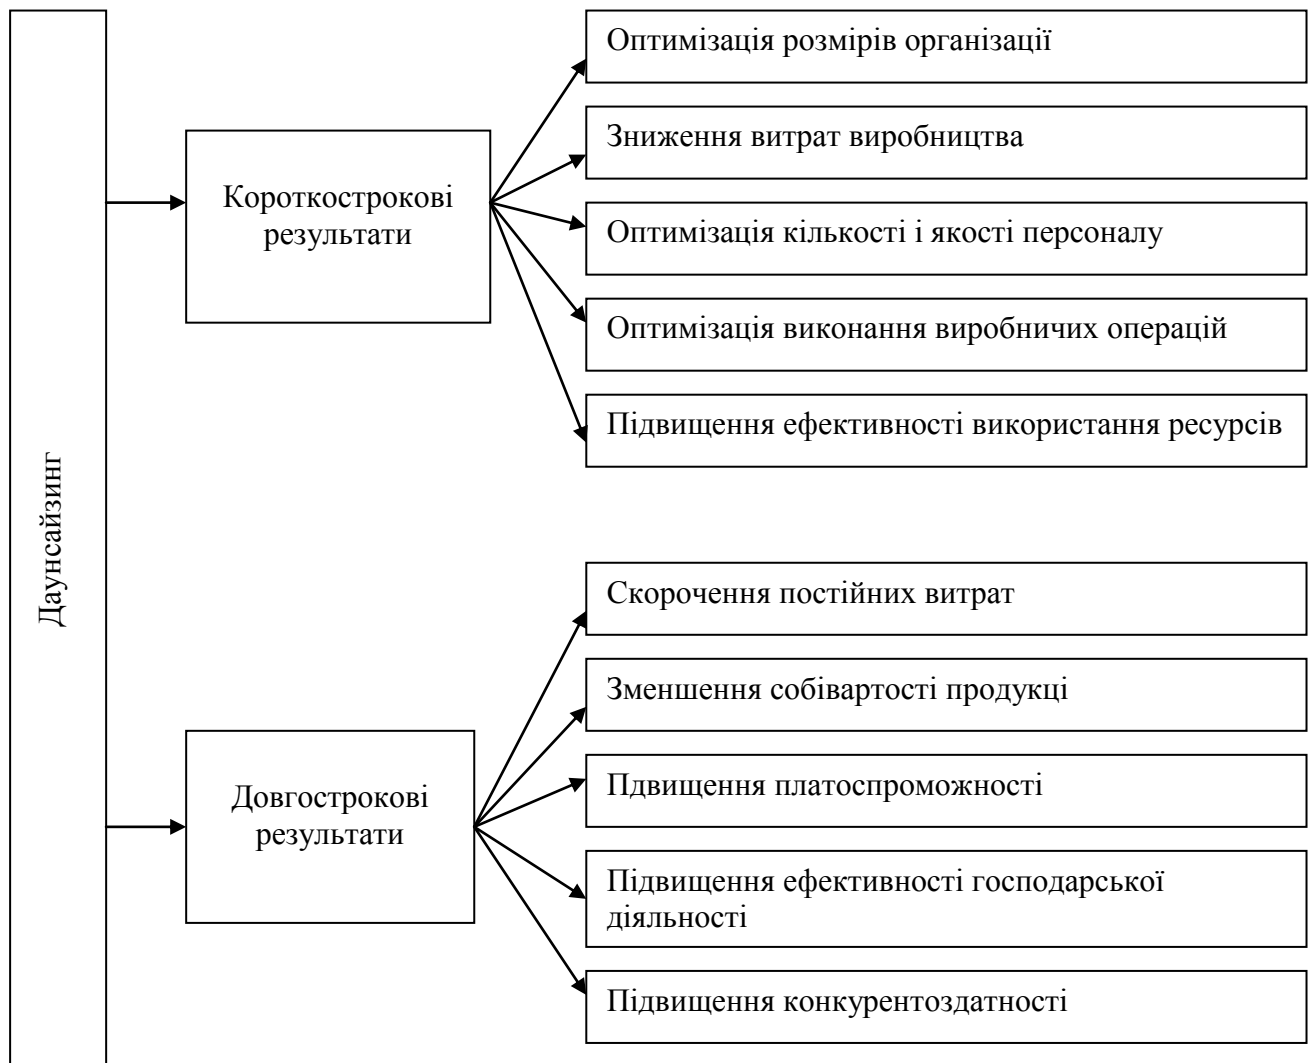 Даунсайзинг
Короткострокові
результати
Оптимізація розмірів організації
Зниження витрат виробництва
Оптимізація кількості і якості персоналу
Оптимізація виконання виробничих операцій
Підвищення ефективності використання ресурсів
Довгострокові
результати
Скорочення постійних витрат
Зменшення собівартості продукці
Пдвищення платоспроможності
Підвищення ефективності господарської
діяльності
Підвищення конкурентоздатності